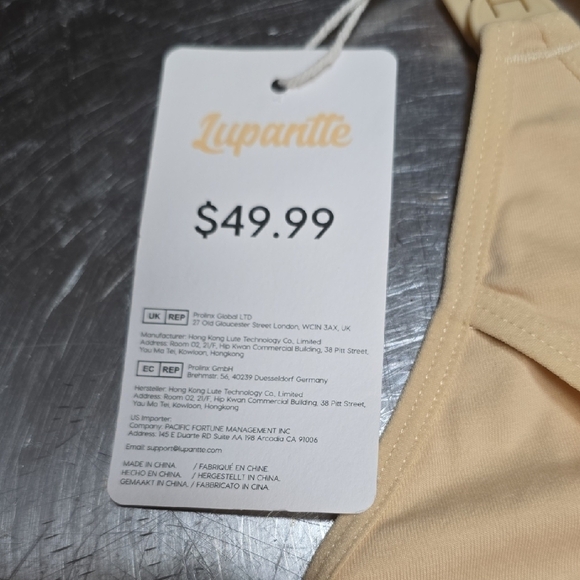 Lupantte
$49.99
UK REP Prolinx Global LTD
27 Old Gloucester Street London, WC1N 3AX, UK
Manufacturer: Hong Kong Lute Technology Co., Limited
Address: Room 02, 21/F, Hip Kwan Commercial Building, 38 Pitt Street,
Yau Ma Tei, Kowloon, Hongkong
EC REP Prolinx GmbH
Brehmstr. 56, 40239 Duesseldorf Germany
Hersteller: Hong Kong Lute Technology Co., Limited
Address: Room 02, 21/F, Hip Kwan Commercial Building, 38 Pitt Street,
Yau Ma Tei, Kowloon, Hongkong
US Importer:
Company: PACIFIC FORTUNE MANAGEMENT INC
Address: 145 E Duarte RD Suite AA 198 Arcadia CA 91006
Email: support@lupantte.com
MADE IN CHINA. / FABRIQUÉ EN CHINE.
HECHO EN CHINA. / HERGESTELLT IN CHINA.
GEMAAKT IN CHINA. / FABBRICATO IN CINA.